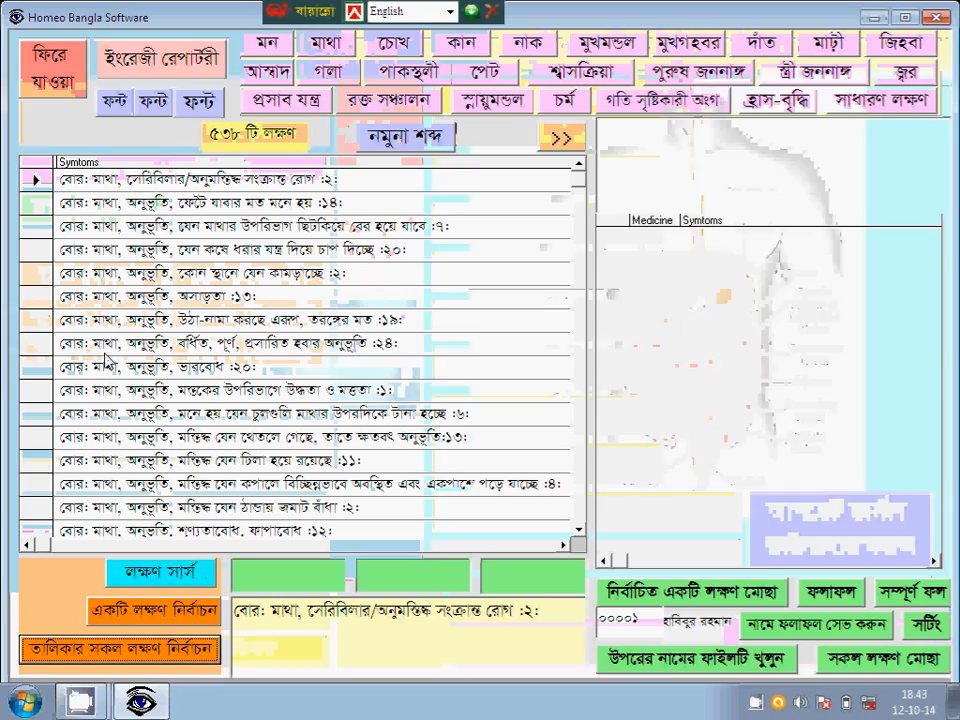 Homeo Bangla Software
বায়ান্নো
English
ফিরে
যাওয়া
ইংরেজী রেপার্টরী
মন
মাথা
চোখ
কান
নাক
মুখমন্ডল
মুখগহবর
দাঁত
মাঢ়ী
জিহবা
আস্বাদ
গলা
পাকস্থলী
পেট
শ্বাসক্রিয়া
পুরুষ জননাঙ্গ
স্ত্রী জননাঙ্গ
জ্বর
ফন্ট
ফন্ট
ফন্ট
প্রসাব যন্ত্র
রক্ত সঞ্চালন
স্নায়ুমন্ডল
চর্ম
গতি সৃষ্টিকারী অংগ
হ্রাস-বৃদ্ধি
সাধারণ লক্ষণ
৫৩৮ টি লক্ষণ
নমুনা শব্দ
>>
Symtoms
বোর: মাথা, সেরিবিলার/অনুমস্তিষ্ক সংক্রান্ত রোগ :২:
বোর: মাথা, অনুভূতি, ফেটে যাবার মত মনে হয় :১৪:
বোর: মাথা, অনুভূতি, যেন মাথার উপরিভাগ ছিটকিয়ে বের হয়ে যাবে :৭:
বোর: মাথা, অনুভূতি, যেন কষে ধরার যন্ত্র দিয়ে চাপ দিচ্ছে :২০:
বোর: মাথা, অনুভূতি, কোন স্থানে যেন কামড়াচ্ছে :২:
বোর: মাথা, অনুভূতি, অসাড়তা :১৩:
বোর: মাথা, অনুভূতি, উঠা-নামা করছে এরূপ, তরঙ্গের মত :১৯:
বোর: মাথা, অনুভূতি, বর্ধিত, পূর্ণ, প্রসারিত হবার অনুভূতি :২৪:
বোর: মাথা, অনুভূতি, ভারবোধ :২০:
বোর: মাথা, অনুভূতি, মস্তকের উপরিভাগে উদ্ধতা ও মত্ততা :১:
বোর: মাথা, অনুভূতি, মনে হয় যেন চুলগুলি মাথার উপরদিকে টানা হচ্ছে :৬:
বোর: মাথা, অনুভূতি, মস্তিষ্ক যেন থেতলে গেছে, তাতে ক্ষতবৎ অনুভূতি:১৩:
বোর: মাথা, অনুভূতি, মস্তিষ্ক যেন ঢিলা হয়ে রয়েছে :১১:
বোর: মাথা, অনুভূতি, মস্তিষ্ক যেন কপালে বিচ্ছিন্নভাবে অবস্থিত এবং একপাশে পড়ে যাচ্ছে :৪:
বোর: মাথা, অনুভূতি, মস্তিষ্ক যেন ঠান্ডায় জমাট বাঁধা :২:
বোর: মাথা, অনুভূতি, শূণ্যতাবোধ, ফাপাবোধ :১২:
Medicine
Symtoms
লক্ষণ সার্স
একটি লক্ষণ নির্বাচন
তালিকার সকল লক্ষণ নির্বাচন
বোর: মাথা, সেরিবিলার/অনুমস্তিষ্ক সংক্রান্ত রোগ :২:
নির্বাচিত একটি লক্ষণ মোছা
ফলাফল
সম্পূর্ণ ফল
০০০০১
হাবিবুর রহমান
নামে ফলাফল সেভ করুন
সর্টিং
উপরের নামের ফাইলটি খুলুন
সকল লক্ষণ মোছা
18.43
12-10-14